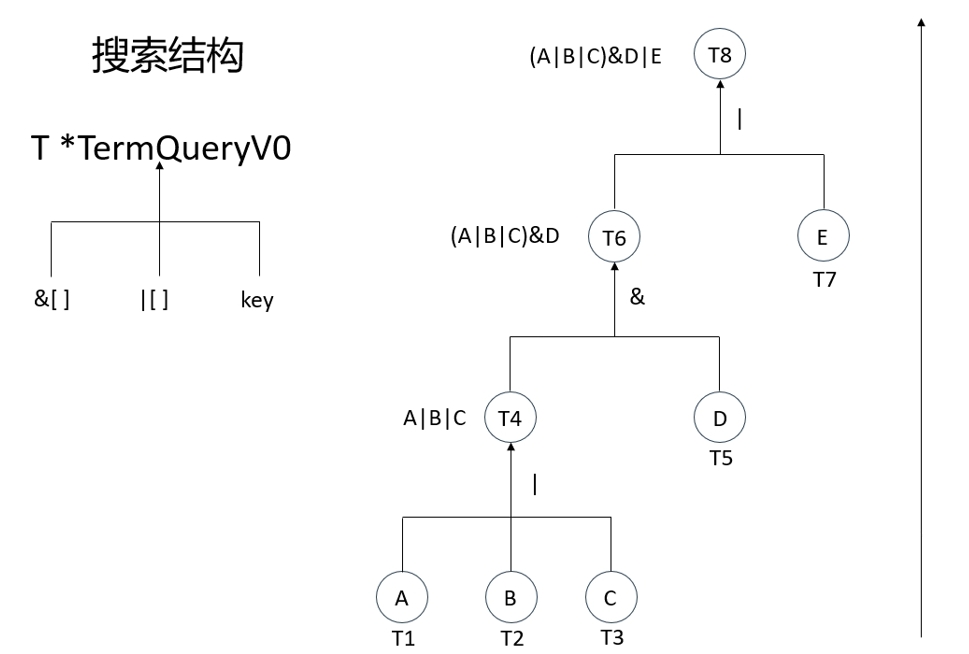 搜索结构
T *TermQueryV0
&[ ]
|[ ]
key
(A|B|C)&D|E
T8
|
(A|B|C)&D
T6
E
T7
&
A|B|C
T4
D
T5
|
A
B
C
T1
T2
T3